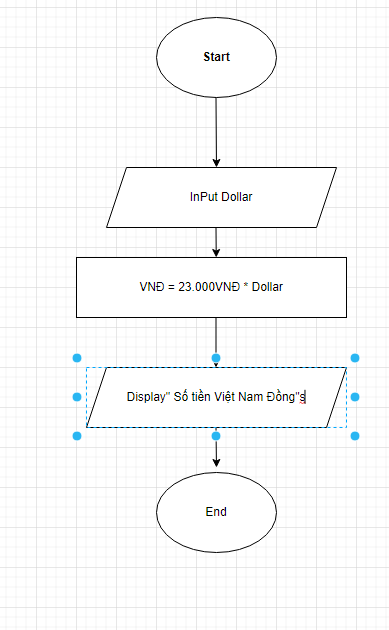 Start
InPut Dollar
VNĐ = 23.000VNĐ * Dollar
Display" Số tiền Việt Nam Đồng"s
End